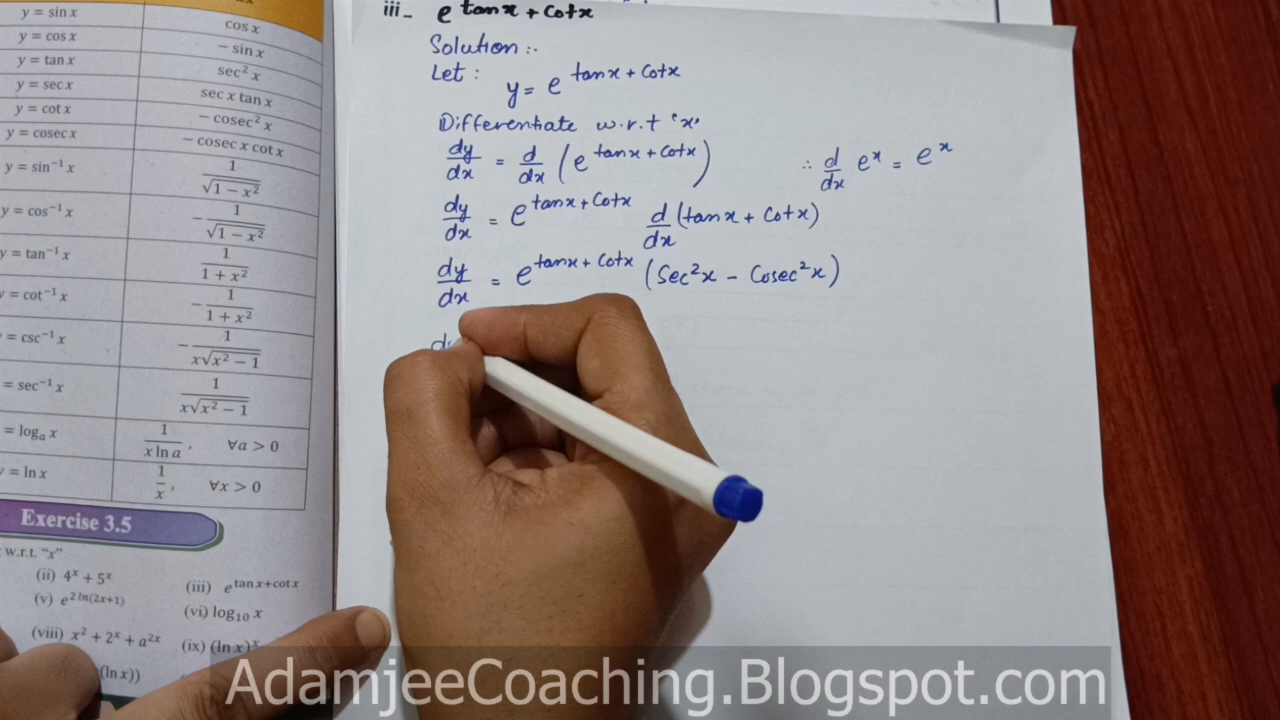 y = sin x cos x
y = cos x − sin x
y = tan x sec² x
y = sec x sec x tan x
y = cot x − cosec² x
y = cosec x − cosec x cot x
y = sin⁻¹ x 1/√(1 − x²)
y = cos⁻¹ x − 1/√(1 − x²)
y = tan⁻¹ x 1/(1 + x²)
= cot⁻¹ x − 1/(1 + x²)
= csc⁻¹ x − 1/(x√(x² − 1))
= sec⁻¹ x 1/(x√(x² − 1))
= logₐ x 1/(x ln a), ∀a > 0
= ln x 1/x, ∀x > 0
Exercise 3.5
w.r.t. "x"
(ii) 4ˣ + 5ˣ (iii) e^(tan x+cot x)
(v) e^(2 ln(2x+1)) (vi) log₁₀ x
(viii) x² + 2ˣ + a²ˣ (ix) (ln x)ˣ
(ln x))
iii- e^(tanx + Cotx)
Solution :-
Let : y = e^(tanx + Cotx)
Differentiate w.r.t 'x'
dy/dx = d/dx (e^(tanx + Cotx)) ∴ d/dx eˣ = eˣ
dy/dx = e^(tanx + Cotx) d/dx (tanx + Cotx)
dy/dx = e^(tanx + Cotx) (Sec²x − Cosec²x)
AdamjeeCoaching.Blogspot.com